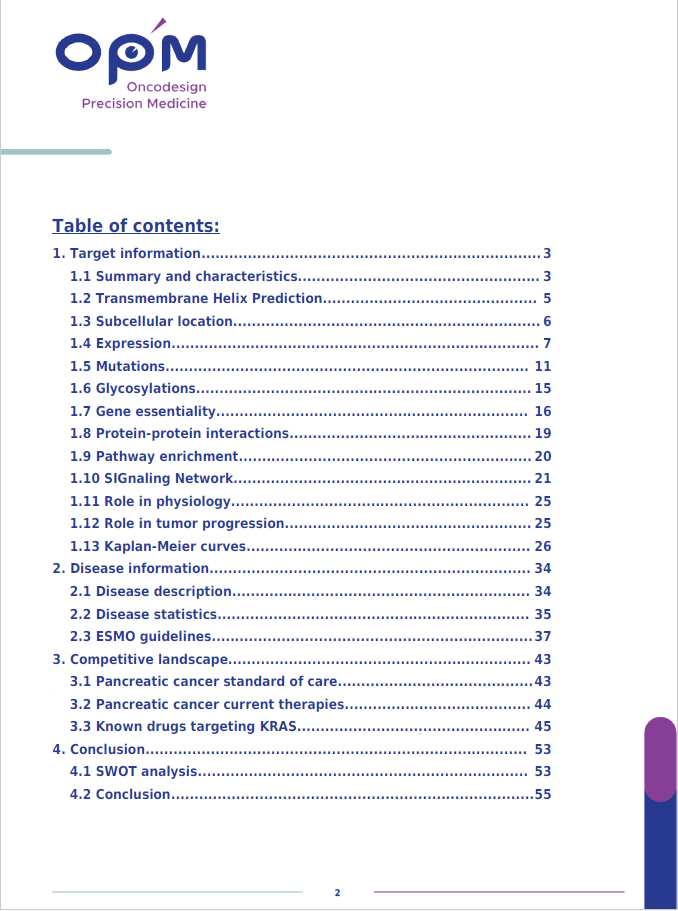 OPM
Oncodesign
Precision Medicine
Table of contents:
1. Target information........................................................................... 3
1.1 Summary and characteristics..................................................... 3
1.2 Transmembrane Helix Prediction............................................... 5
1.3 Subcellular location.................................................................... 6
1.4 Expression................................................................................. 7
1.5 Mutations................................................................................ 11
1.6 Glycosylations.......................................................................... 15
1.7 Gene essentiality..................................................................... 16
1.8 Protein-protein interactions..................................................... 19
1.9 Pathway enrichment................................................................ 20
1.10 SIGnaling Network................................................................. 21
1.11 Role in physiology.................................................................. 25
1.12 Role in tumor progression...................................................... 25
1.13 Kaplan-Meier curves.............................................................. 26
2. Disease information....................................................................... 34
2.1 Disease description................................................................. 34
2.2 Disease statistics..................................................................... 35
2.3 ESMO guidelines...................................................................... 37
3. Competitive landscape................................................................... 43
3.1 Pancreatic cancer standard of care.......................................... 43
3.2 Pancreatic cancer current therapies......................................... 44
3.3 Known drugs targeting KRAS................................................... 45
4. Conclusion.................................................................................... 53
4.1 SWOT analysis......................................................................... 53
4.2 Conclusion................................................................................55
2